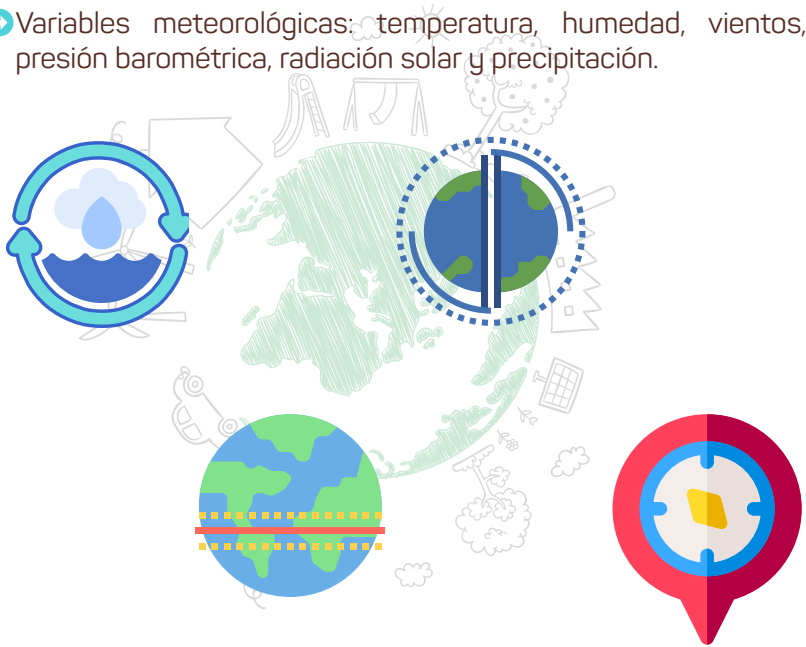 Variables meteorológicas: temperatura, humedad, vientos,
presión barométrica, radiación solar y precipitación.